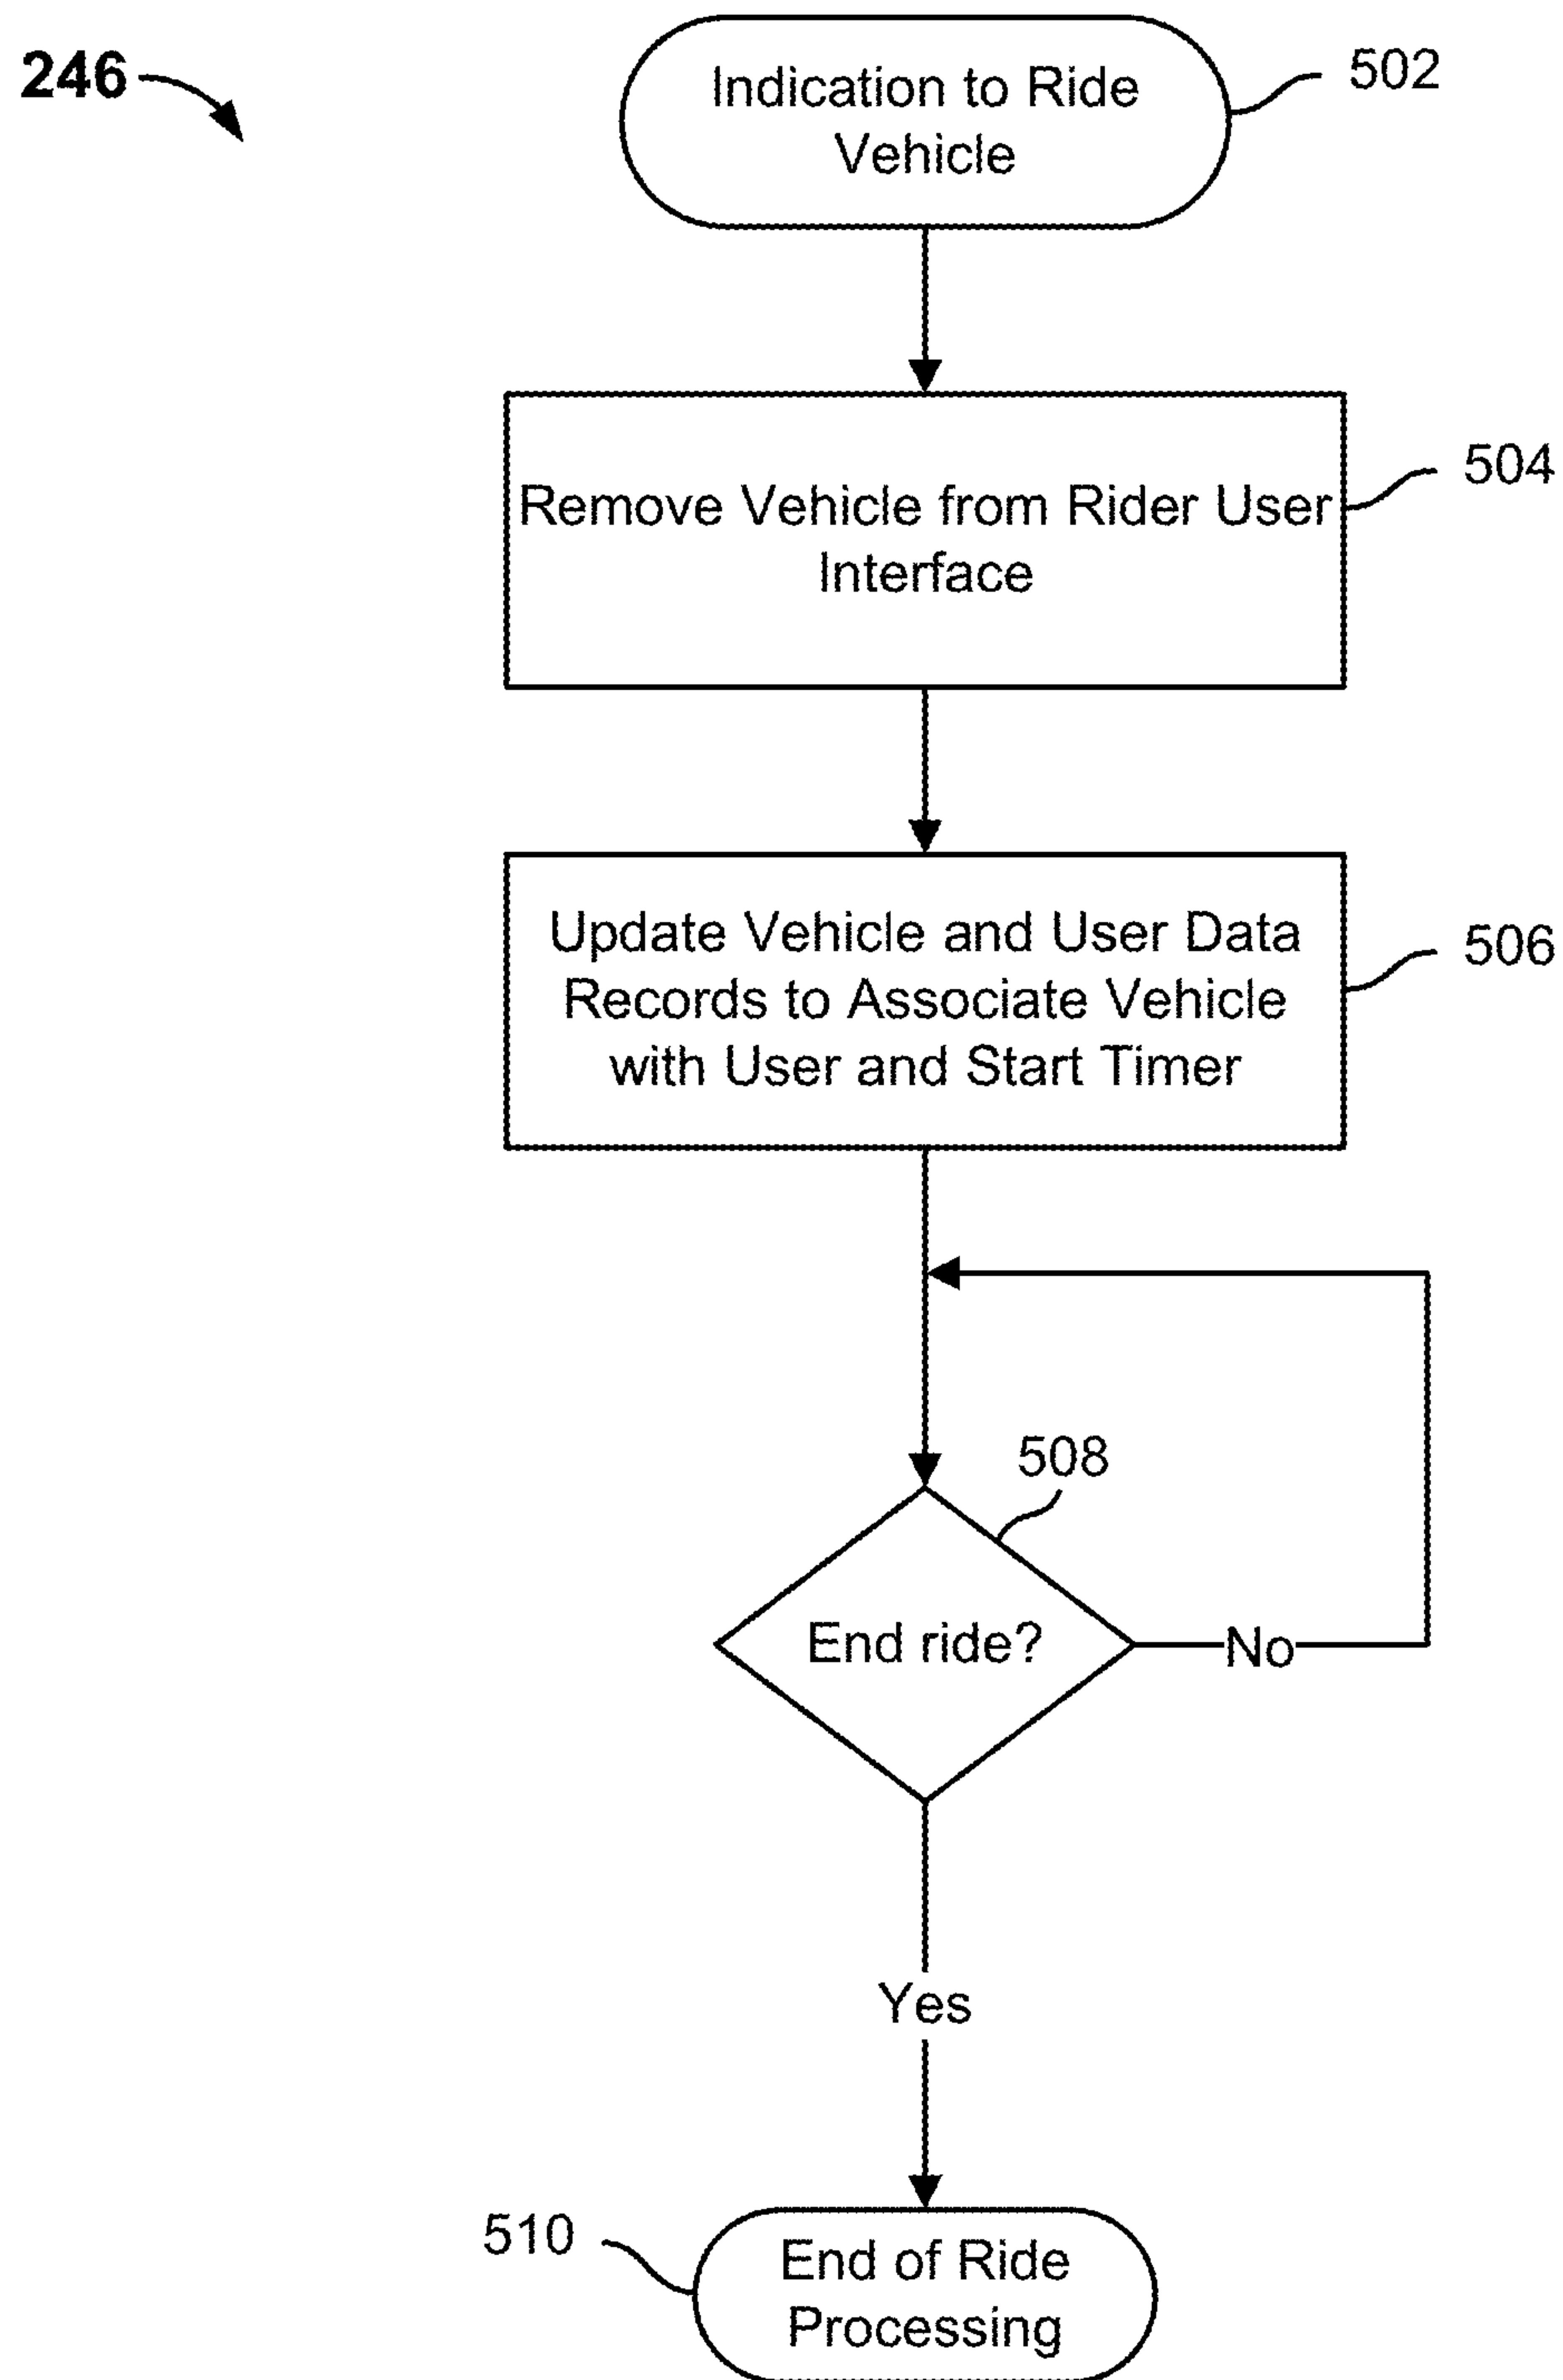 246
Indication to Ride
Vehicle
502
Remove Vehicle from Rider User
Interface
504
Update Vehicle and User Data
Records to Associate Vehicle
with User and Start Timer
506
508
End ride?
No
Yes
510
End of Ride
Processing